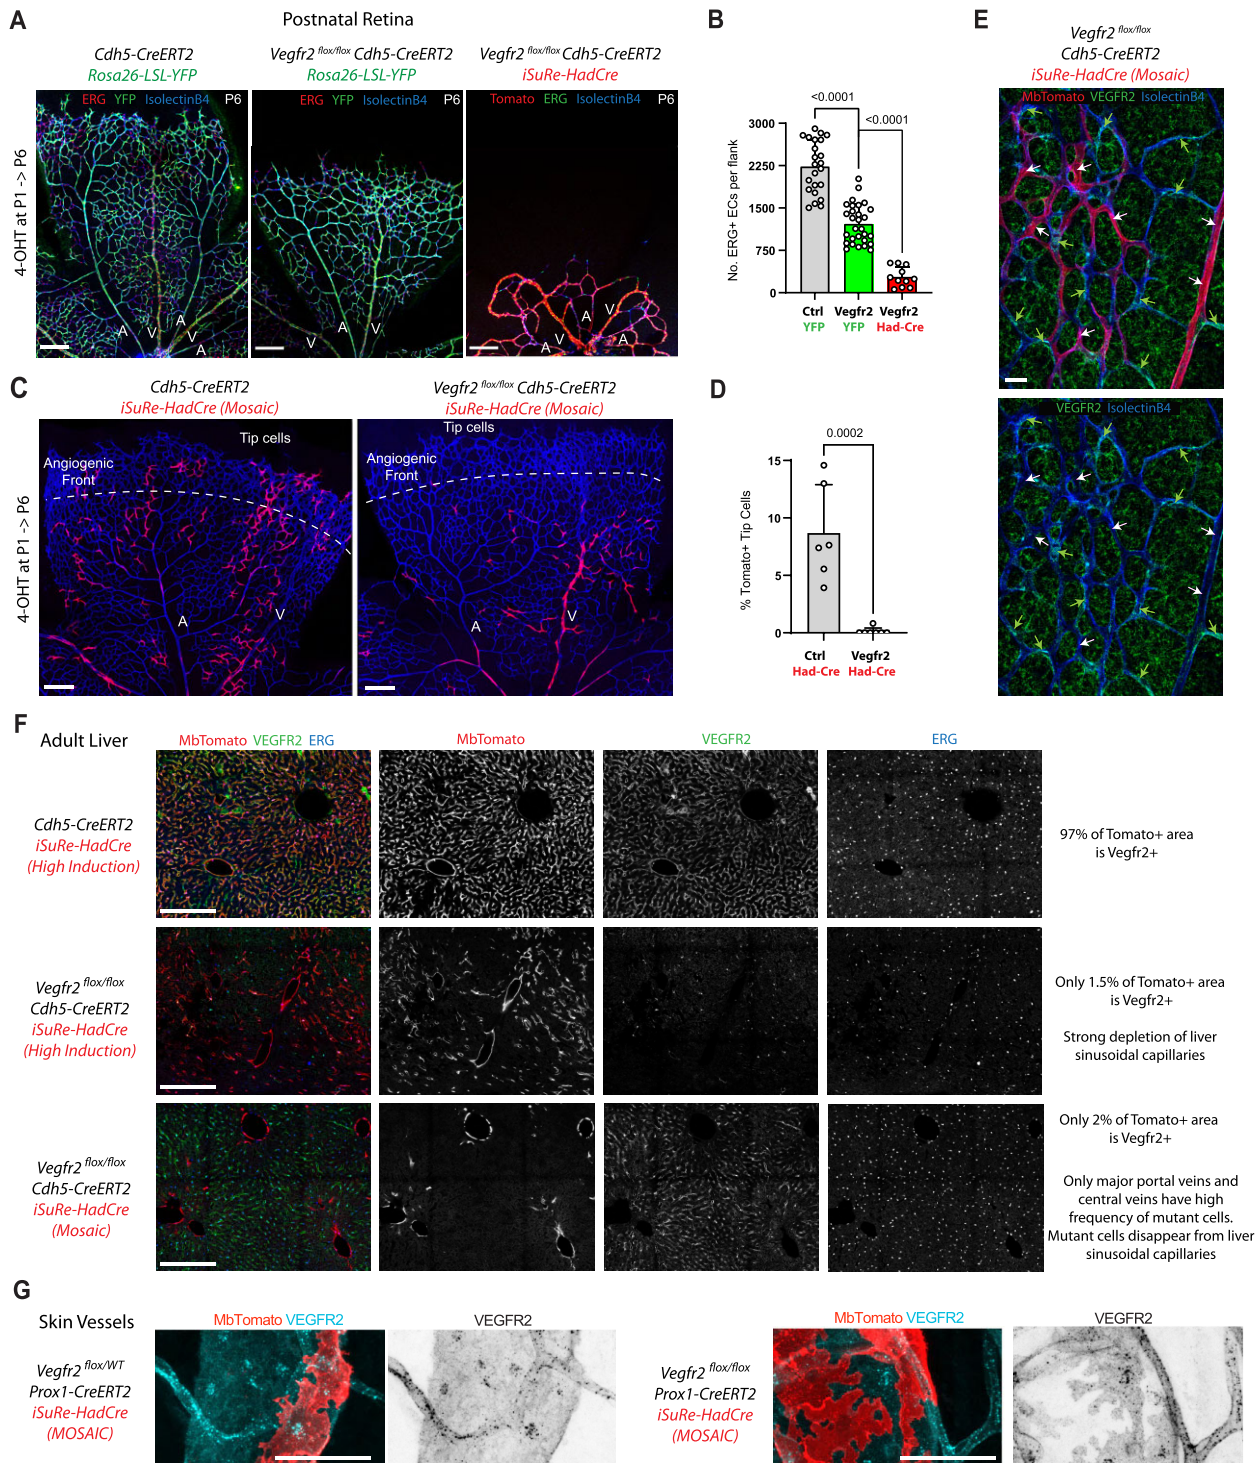 A
Postnatal Retina
Cdh5-CreERT2
Rosa26-LSL-YFP
Vegfr2 flox/flox Cdh5-CreERT2
Rosa26-LSL-YFP
Vegfr2 flox/flox Cdh5-CreERT2
iSuRe-HadCre
ERG YFP IsolectinB4 P6
ERG YFP IsolectinB4 P6
Tomato ERG IsolectinB4 P6
4-OHT at P1 -> P6
A V A A
V A V
A V A V
B
<0.0001
<0.0001
No. ERG+ ECs per flank
3000
2250
1500
750
0
Ctrl Vegfr2 Vegfr2
YFP YFP Had-Cre
C
Cdh5-CreERT2
iSuRe-HadCre (Mosaic)
Vegfr2 flox/flox Cdh5-CreERT2
iSuRe-HadCre (Mosaic)
4-OHT at P1 -> P6
Tip cells
Angiogenic
Front
A V
Tip cells
Angiogenic
Front
A A V
D
0.0002
% Tomato+ Tip Cells
15
10
5
0
Ctrl Vegfr2
Had-Cre Had-Cre
E
Vegfr2 flox/flox
Cdh5-CreERT2
iSuRe-HadCre (Mosaic)
MbTomato VEGFR2 IsolectinB4
VEGFR2 IsolectinB4
F
Adult Liver
MbTomato VEGFR2 ERG
MbTomato
VEGFR2
ERG
Cdh5-CreERT2
iSuRe-HadCre
(High Induction)
97% of Tomato+ area
is Vegfr2+
Vegfr2 flox/flox
Cdh5-CreERT2
iSuRe-HadCre
(High Induction)
Only 1.5% of Tomato+ area
is Vegfr2+
Strong depletion of liver
sinusoidal capillaries
Vegfr2 flox/flox
Cdh5-CreERT2
iSuRe-HadCre
(Mosaic)
Only 2% of Tomato+ area
is Vegfr2+
Only major portal veins and
central veins have high
frequency of mutant cells.
Mutant cells disappear from liver
sinusoidal capillaries
G
Skin Vessels
Vegfr2 flox/WT
Prox1-CreERT2
iSuRe-HadCre
(MOSAIC)
MbTomato VEGFR2
VEGFR2
Vegfr2 flox/flox
Prox1-CreERT2
iSuRe-HadCre
(MOSAIC)
MbTomato VEGFR2
VEGFR2